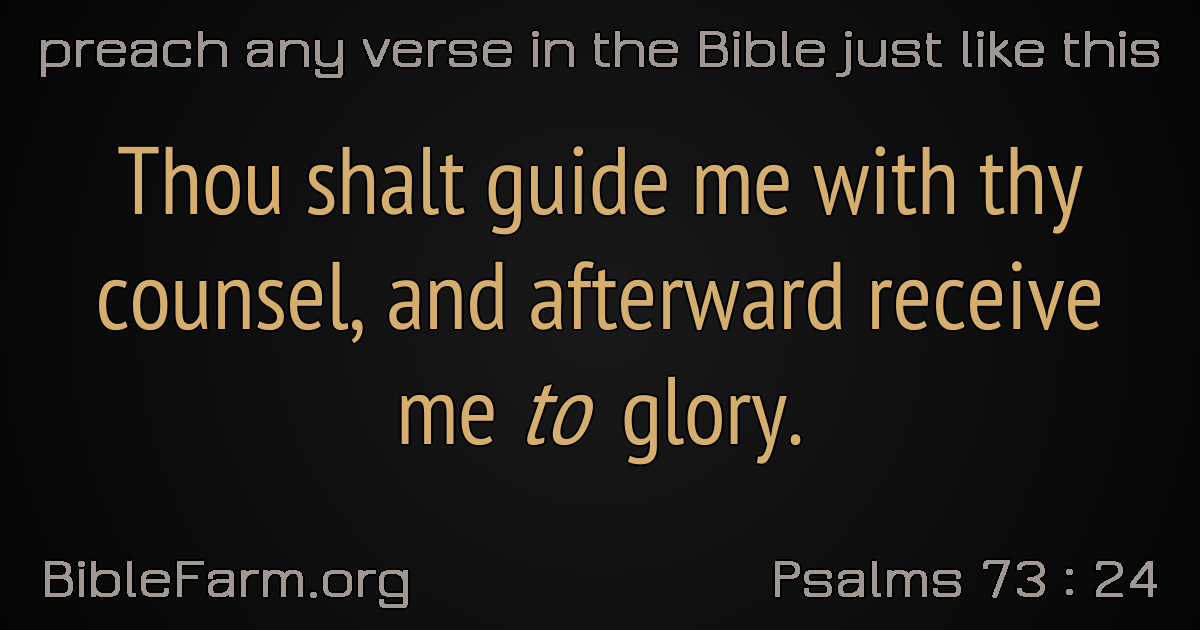 preach any verse in the Bible just like this
Thou shalt guide me with thy
counsel, and afterward receive
me to glory.
BibleFarm.org
Psalms 73 : 24